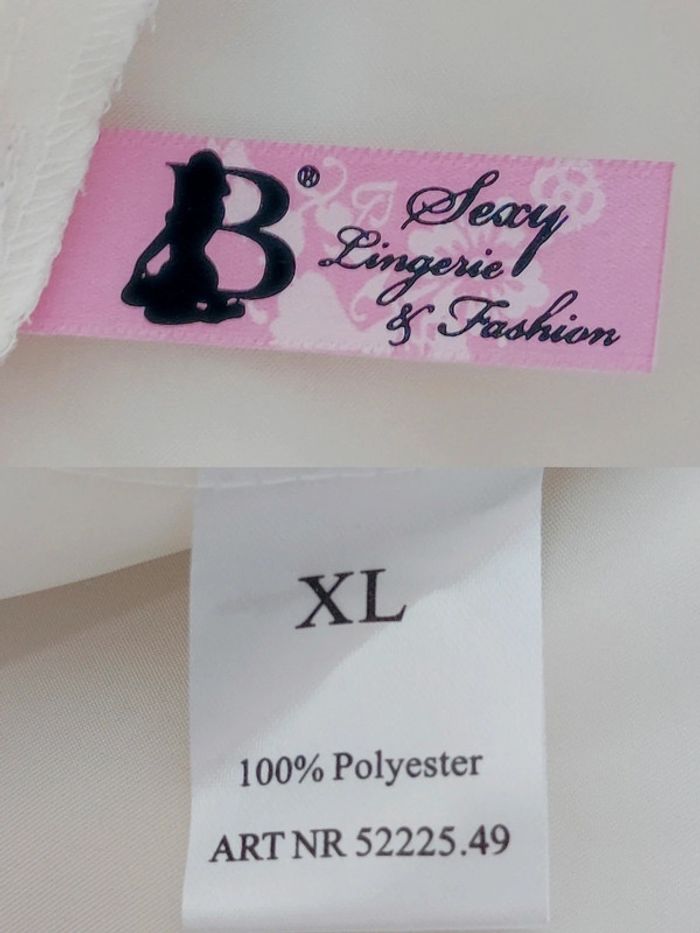 B® Sexy
Lingerie
& Fashion
XL
100% Polyester
ART NR 52225.49